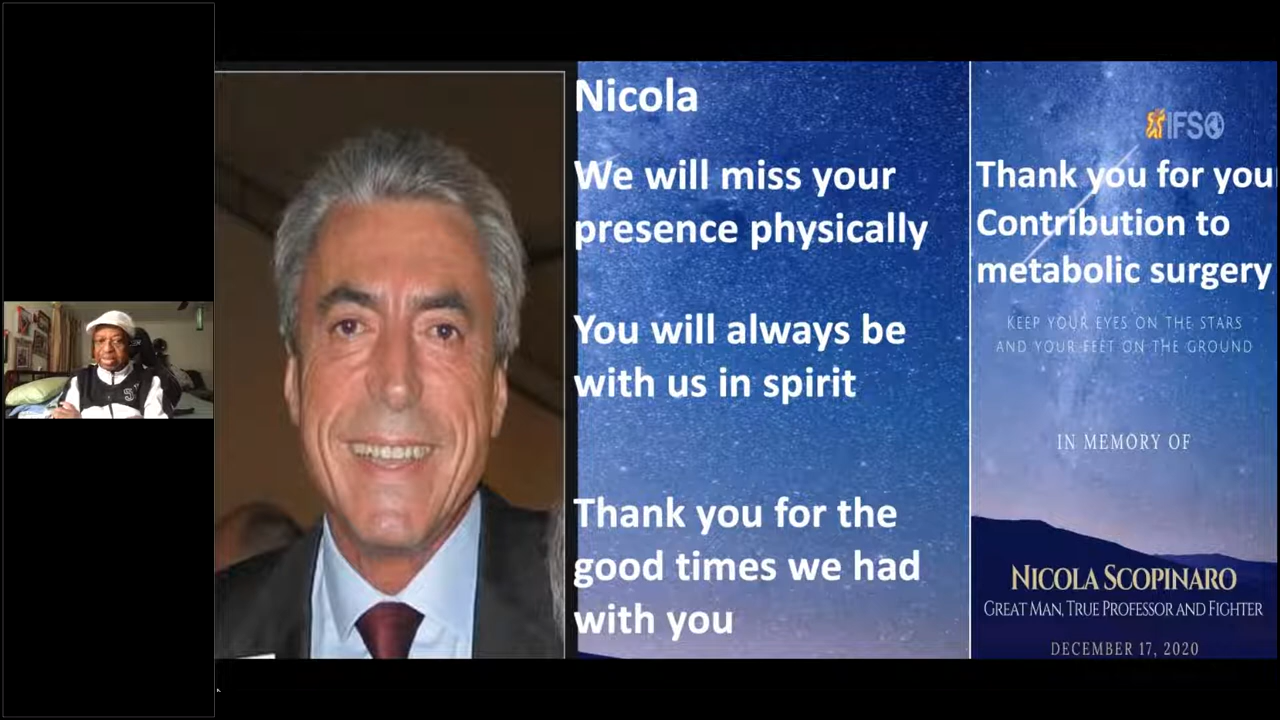 Nicola
We will miss your
presence physically
You will always be
with us in spirit
Thank you for the
good times we had
with you
IFSO
Thank you for you
Contribution to
metabolic surgery
KEEP YOUR EYES ON THE STARS
AND YOUR FEET ON THE GROUND
IN MEMORY OF
NICOLA SCOPINARO
GREAT MAN, TRUE PROFESSOR AND FIGHTER
DECEMBER 17, 2020